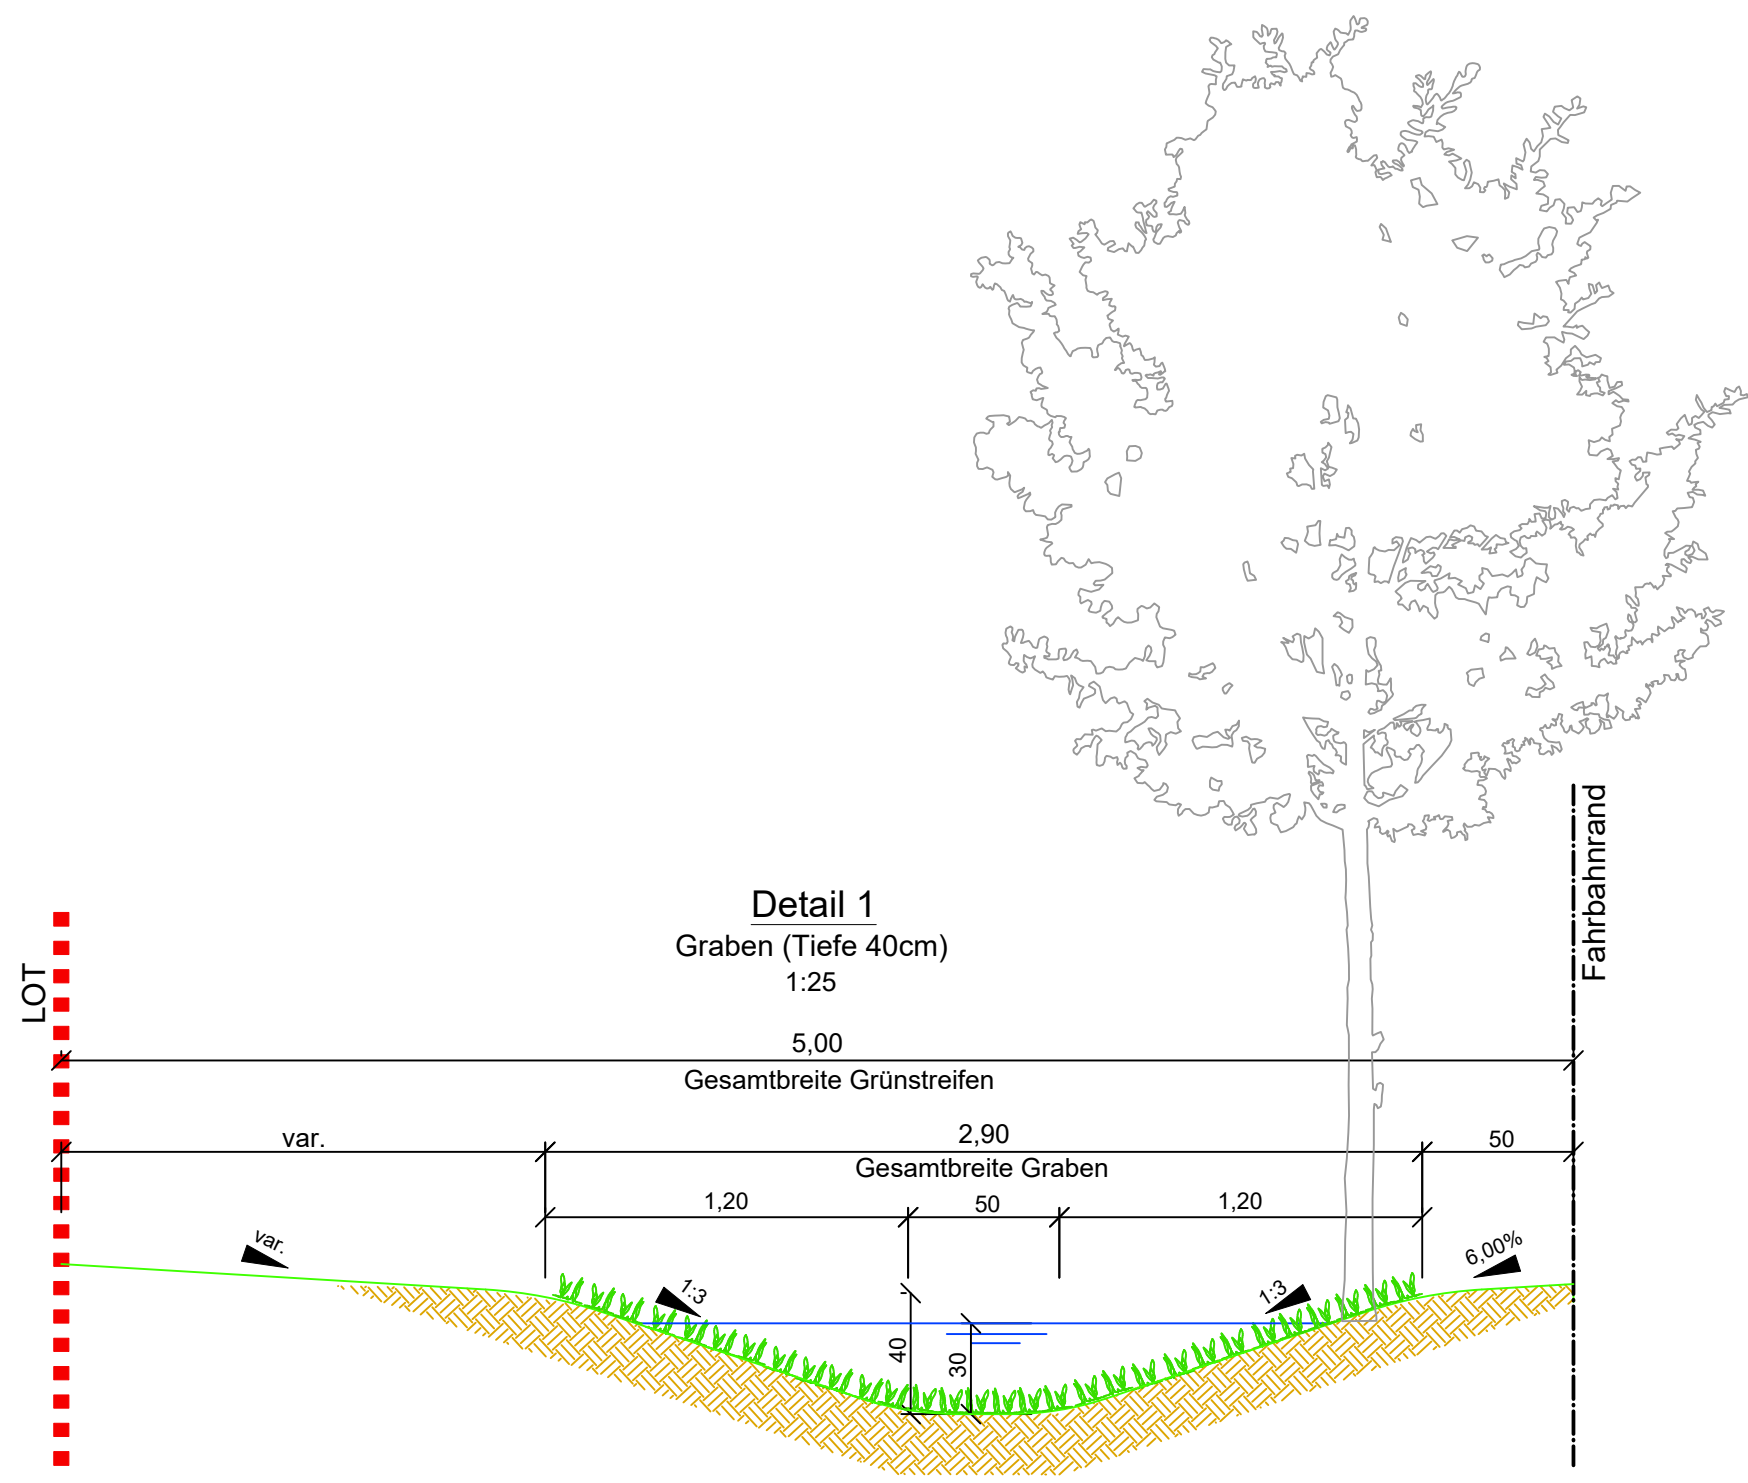 Fahrbahnrand
Detail 1
Graben (Tiefe 40cm)
1:25
LOT
5,00
Gesamtbreite Grünstreifen
var.
2,90
50
Gesamtbreite Graben
1,20
50
1,20
var.
6,00%
1:3
1:3
40
30